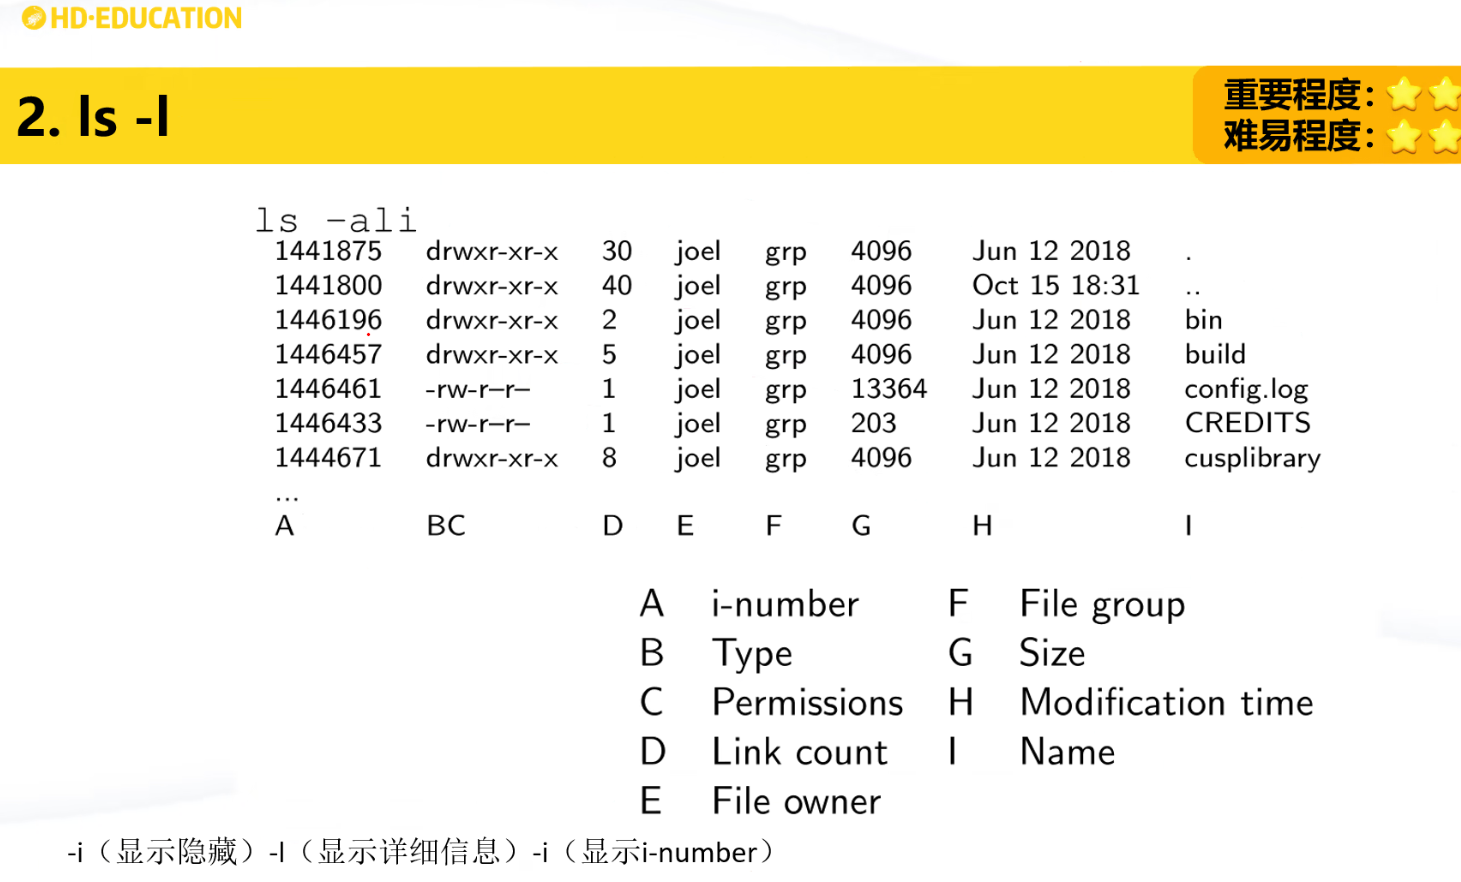 HD·EDUCATION
2. ls -l
重要程度：
难易程度：
ls -ali
1441875 drwxr-xr-x 30 joel grp 4096 Jun 12 2018 .
1441800 drwxr-xr-x 40 joel grp 4096 Oct 15 18:31 ..
1446196 drwxr-xr-x 2 joel grp 4096 Jun 12 2018 bin
1446457 drwxr-xr-x 5 joel grp 4096 Jun 12 2018 build
1446461 -rw-r–r– 1 joel grp 13364 Jun 12 2018 config.log
1446433 -rw-r–r– 1 joel grp 203 Jun 12 2018 CREDITS
1444671 drwxr-xr-x 8 joel grp 4096 Jun 12 2018 cusplibrary
...
A BC D E F G H I
A i-number F File group
B Type G Size
C Permissions H Modification time
D Link count I Name
E File owner
-i（显示隐藏）-l（显示详细信息）-i（显示i-number）